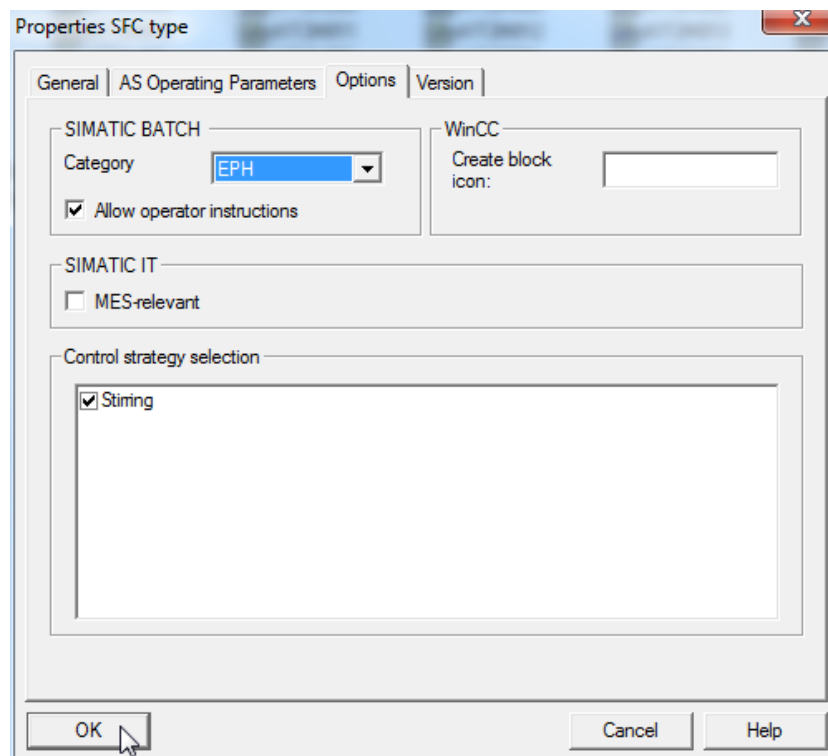 Properties SFC type
X
General AS Operating Parameters Options Version
SIMATIC BATCH
Category
EPH
Allow operator instructions
WinCC
Create block
icon:
SIMATIC IT
MES-relevant
Control strategy selection
Stirring
OK Cancel Help